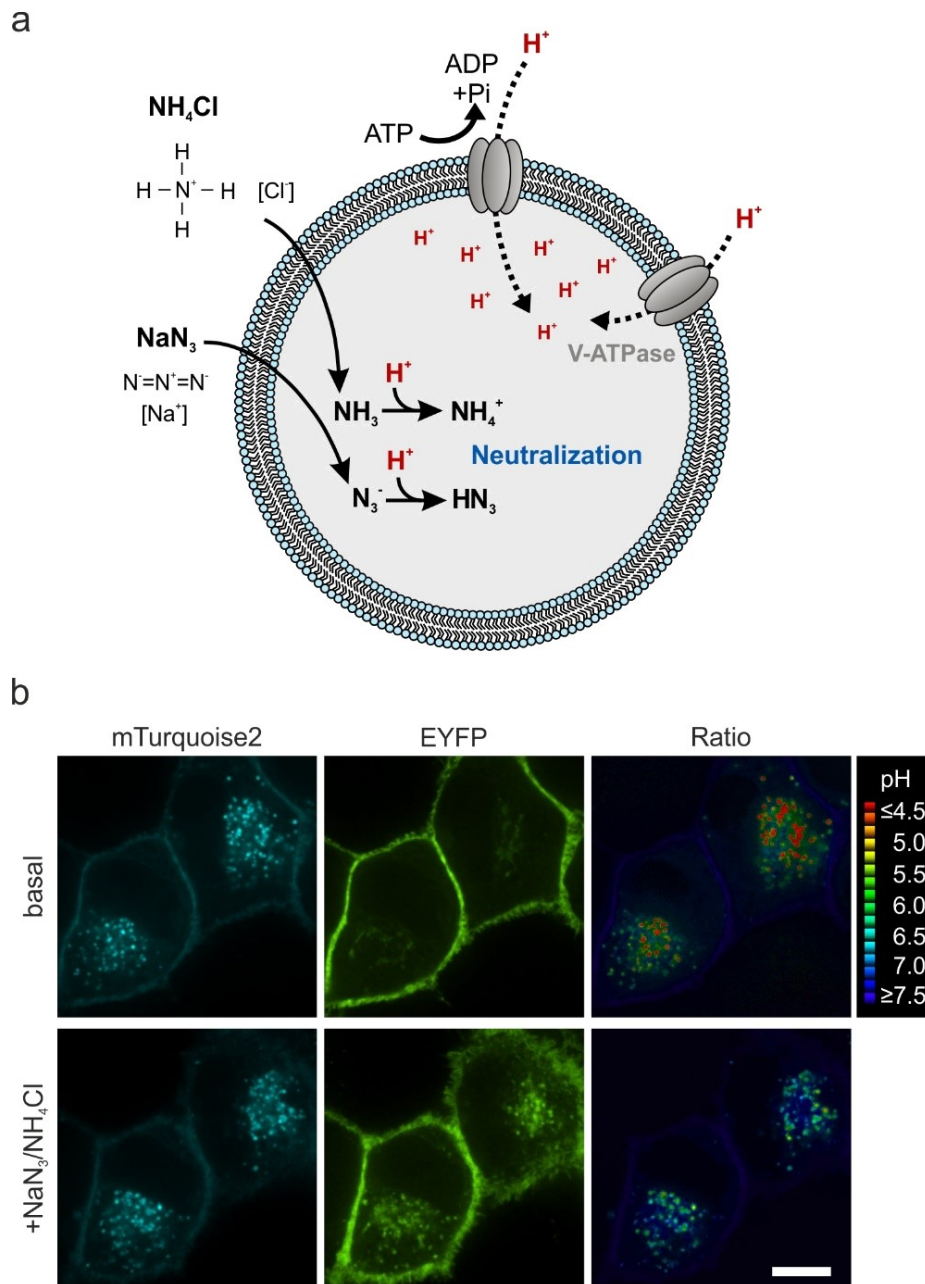 a
H⁺
ADP
+Pi
NH₄Cl
ATP
H
H–N⁺–H [Cl⁻]
H
H⁺
H⁺ H⁺ H⁺ H⁺
H⁺ H⁺
H⁺
V-ATPase
NaN₃
N⁻=N⁺=N⁻
[Na⁺]
H⁺
NH₃ NH₄⁺
Neutralization
H⁺
N₃⁻ HN₃
b
mTurquoise2 EYFP Ratio
basal
pH
≤4.5
5.0
5.5
6.0
6.5
7.0
≥7.5
+NaN₃/NH₄Cl